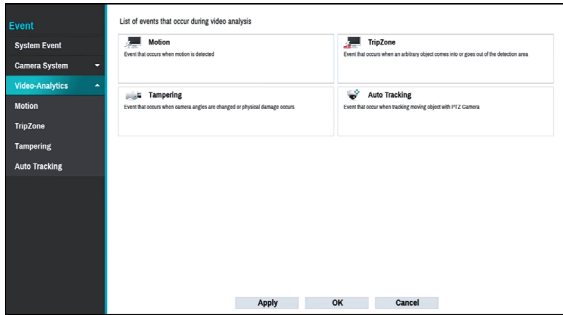 Event
System Event
Camera System
Video-Analytics
Motion
TripZone
Tampering
Auto Tracking
List of events that occur during video analysis
Motion
Event that occurs when motion is detected
TripZone
Event that occurs when an arbitrary object comes into or goes out of the detection area
Tampering
Event that occurs when camera angles are changed or physical damage occurs
Auto Tracking
Event that occur when tracking moving object with PTZ Camera
Apply
OK
Cancel